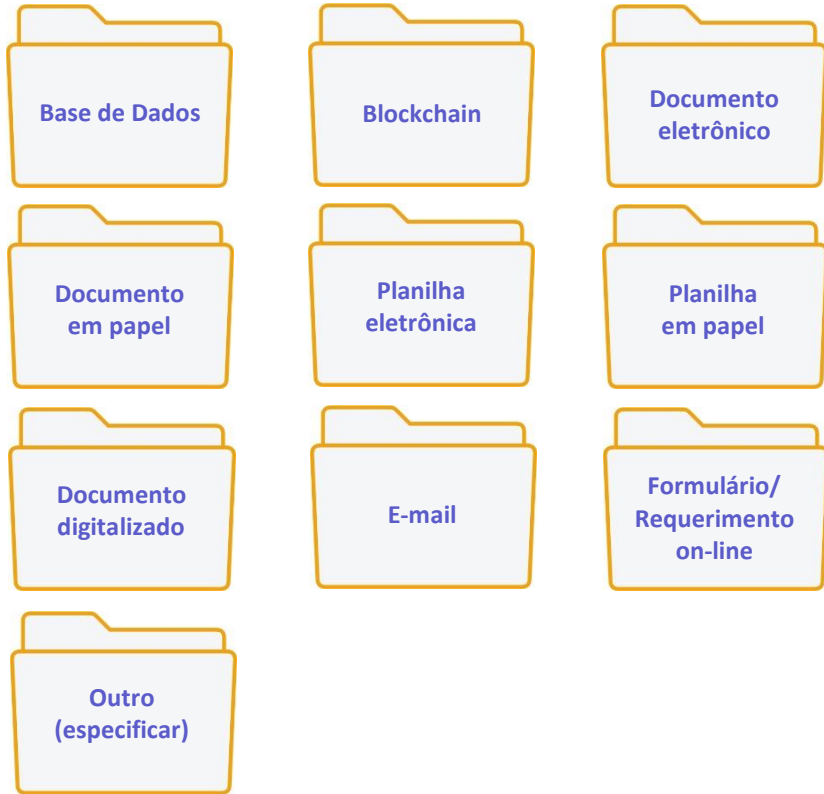 Base de Dados
Blockchain
Documento
eletrônico
Documento
em papel
Planilha
eletrônica
Planilha
em papel
Documento
digitalizado
E-mail
Formulário/
Requerimento
on-line
Outro
(especificar)